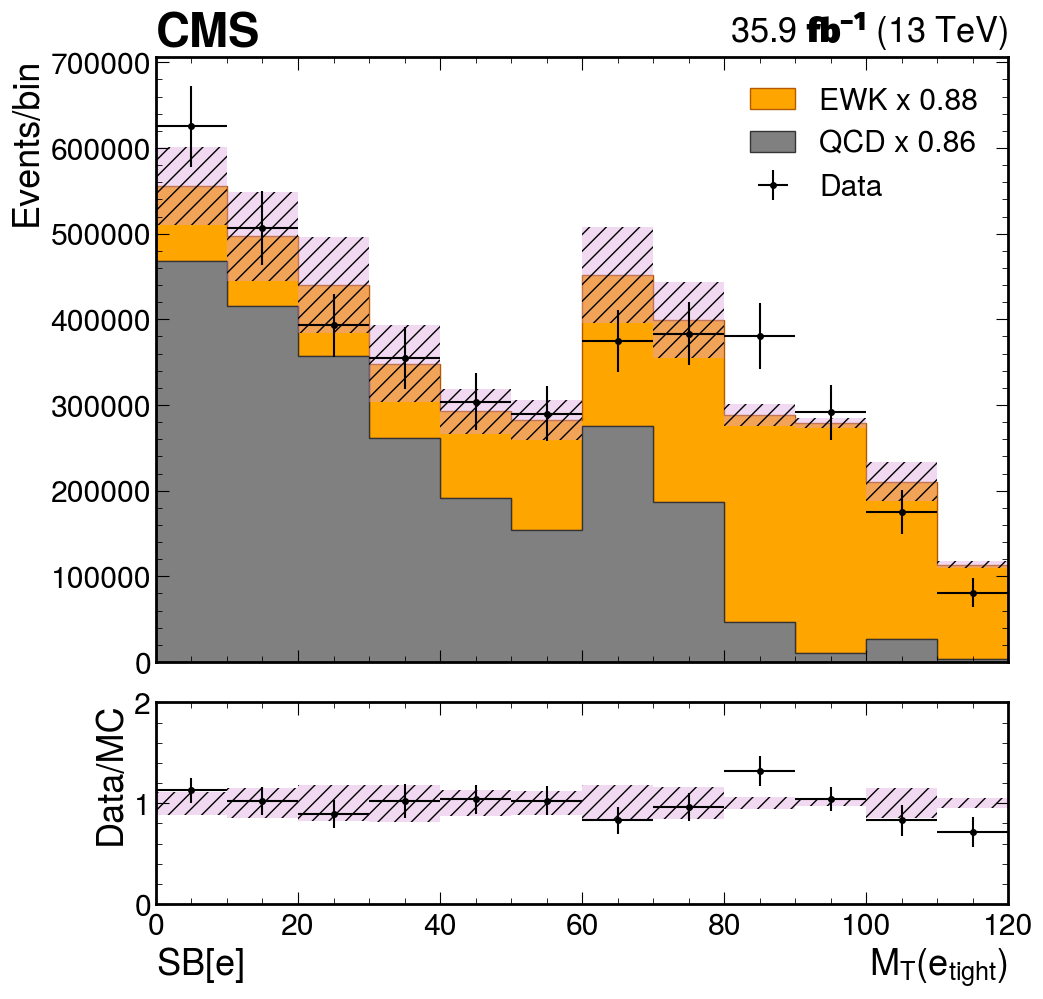 CMS
35.9 fb⁻¹ (13 TeV)
Events/bin
700000
600000
500000
400000
300000
200000
100000
0
EWK x 0.88
QCD x 0.86
Data
Data/MC
2
1
0
0 20 40 60 80 100 120
SB[e]
M_T(e_tight)